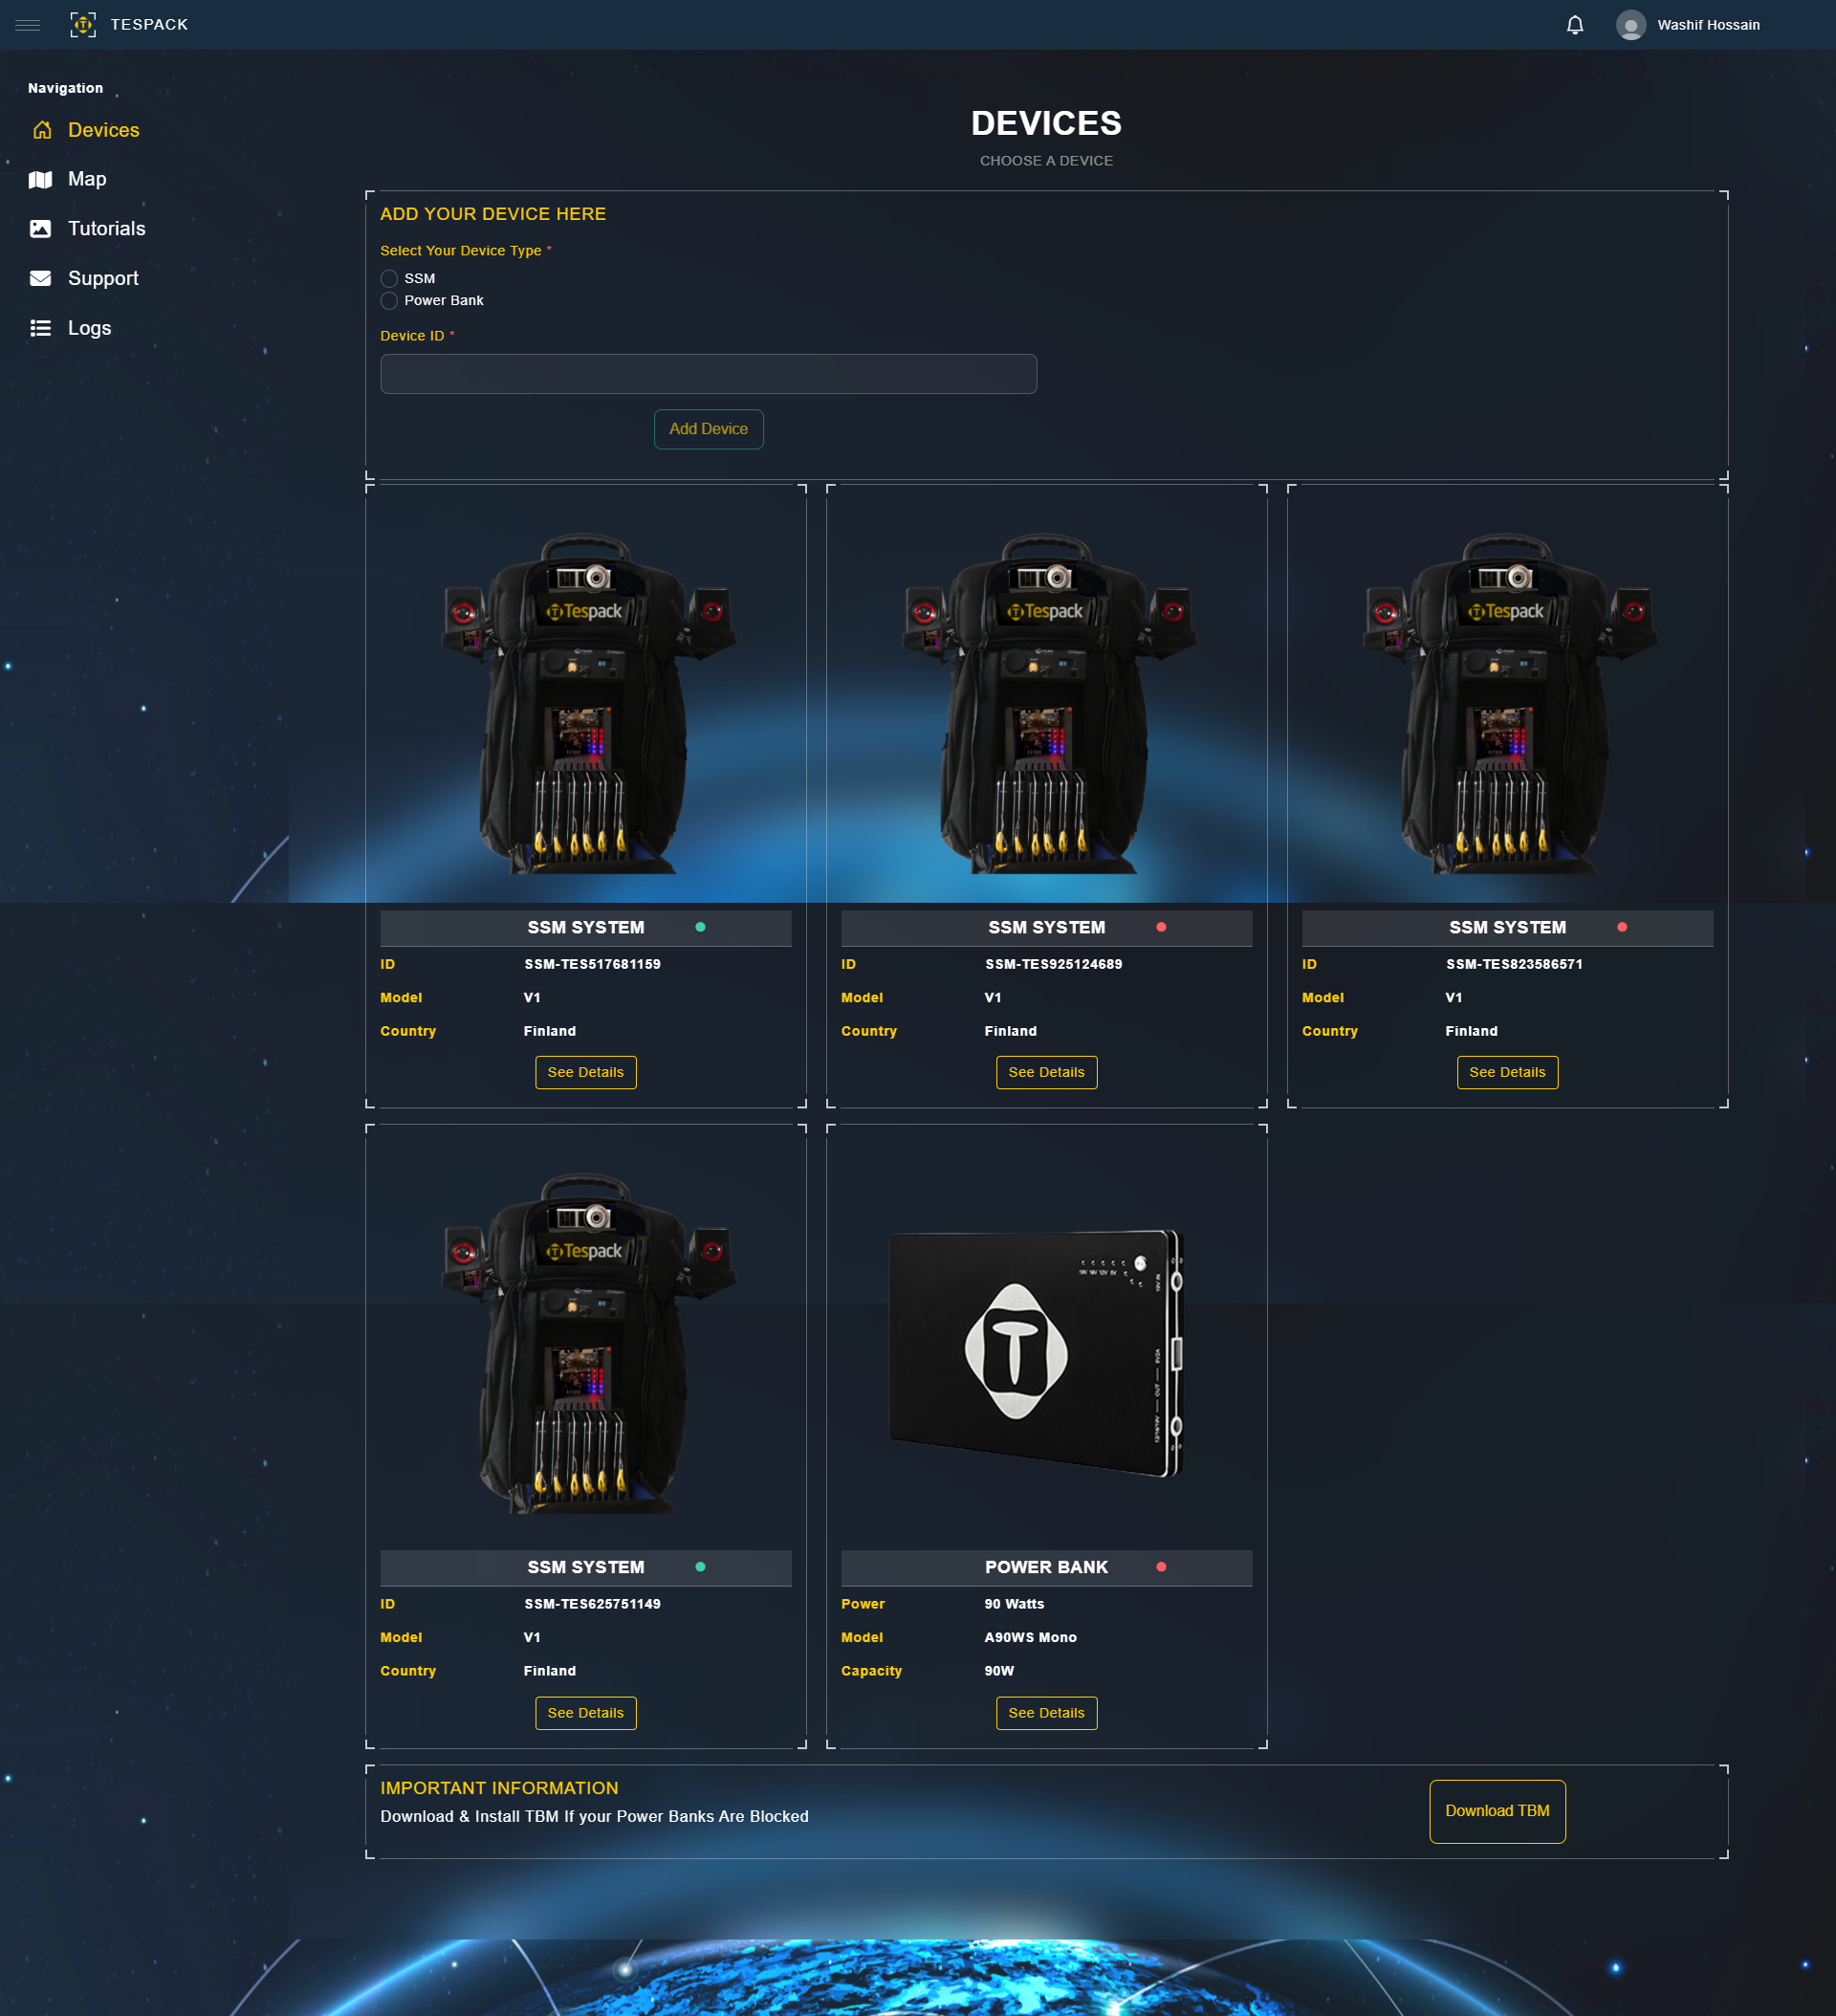 TESPACK
Washif Hossain
Navigation
Devices
Map
Tutorials
Support
Logs
DEVICES
CHOOSE A DEVICE
ADD YOUR DEVICE HERE
Select Your Device Type *
SSM
Power Bank
Device ID *
Add Device
Tespack
Tespack
Tespack
SSM SYSTEM
ID SSM-TES517681159
Model V1
Country Finland
See Details
SSM SYSTEM
ID SSM-TES925124689
Model V1
Country Finland
See Details
SSM SYSTEM
ID SSM-TES823586571
Model V1
Country Finland
See Details
Tespack
SSM SYSTEM
ID SSM-TES625751149
Model V1
Country Finland
See Details
19V 16V 12V 5V
T
OUT
POWER BANK
Power 90 Watts
Model A90WS Mono
Capacity 90W
See Details
IMPORTANT INFORMATION
Download & Install TBM If your Power Banks Are Blocked
Download TBM